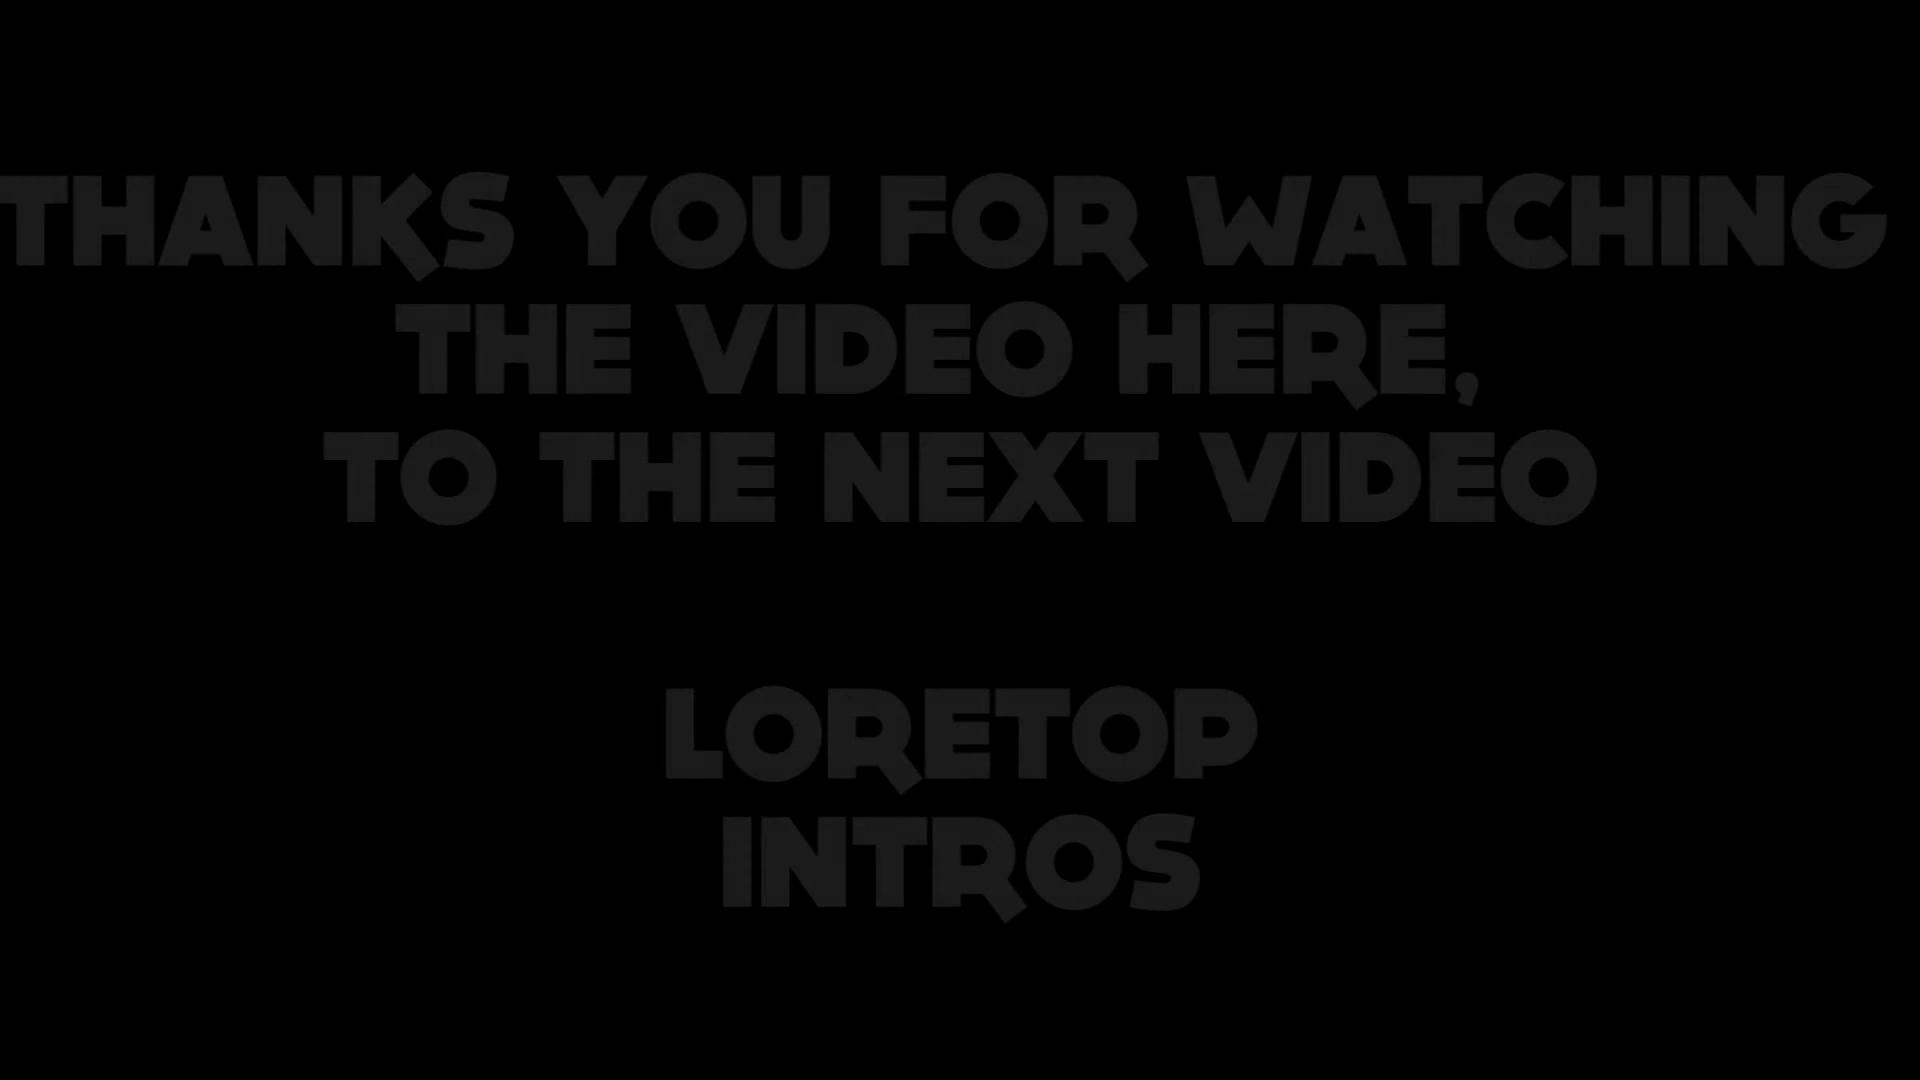 THANKS YOU FOR WATCHING
THE VIDEO HERE,
TO THE NEXT VIDEO
LORETOP
INTROS